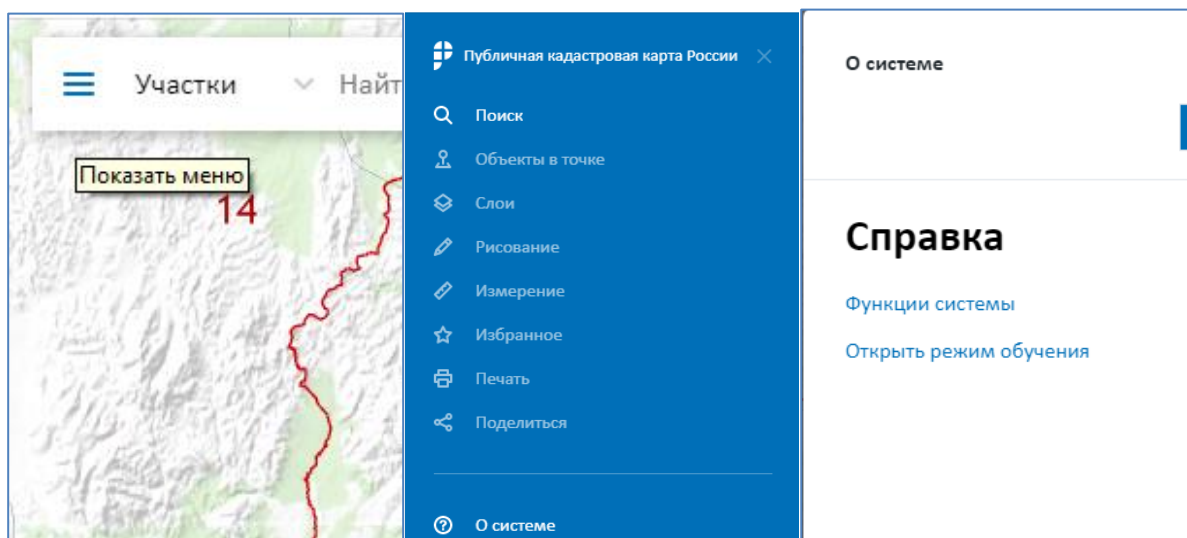 Участки
Найт
Показать меню
14
Публичная кадастровая карта России
Поиск
Объекты в точке
Слои
Рисование
Измерение
Избранное
Печать
Поделиться
О системе
О системе
Справка
Функции системы
Открыть режим обучения